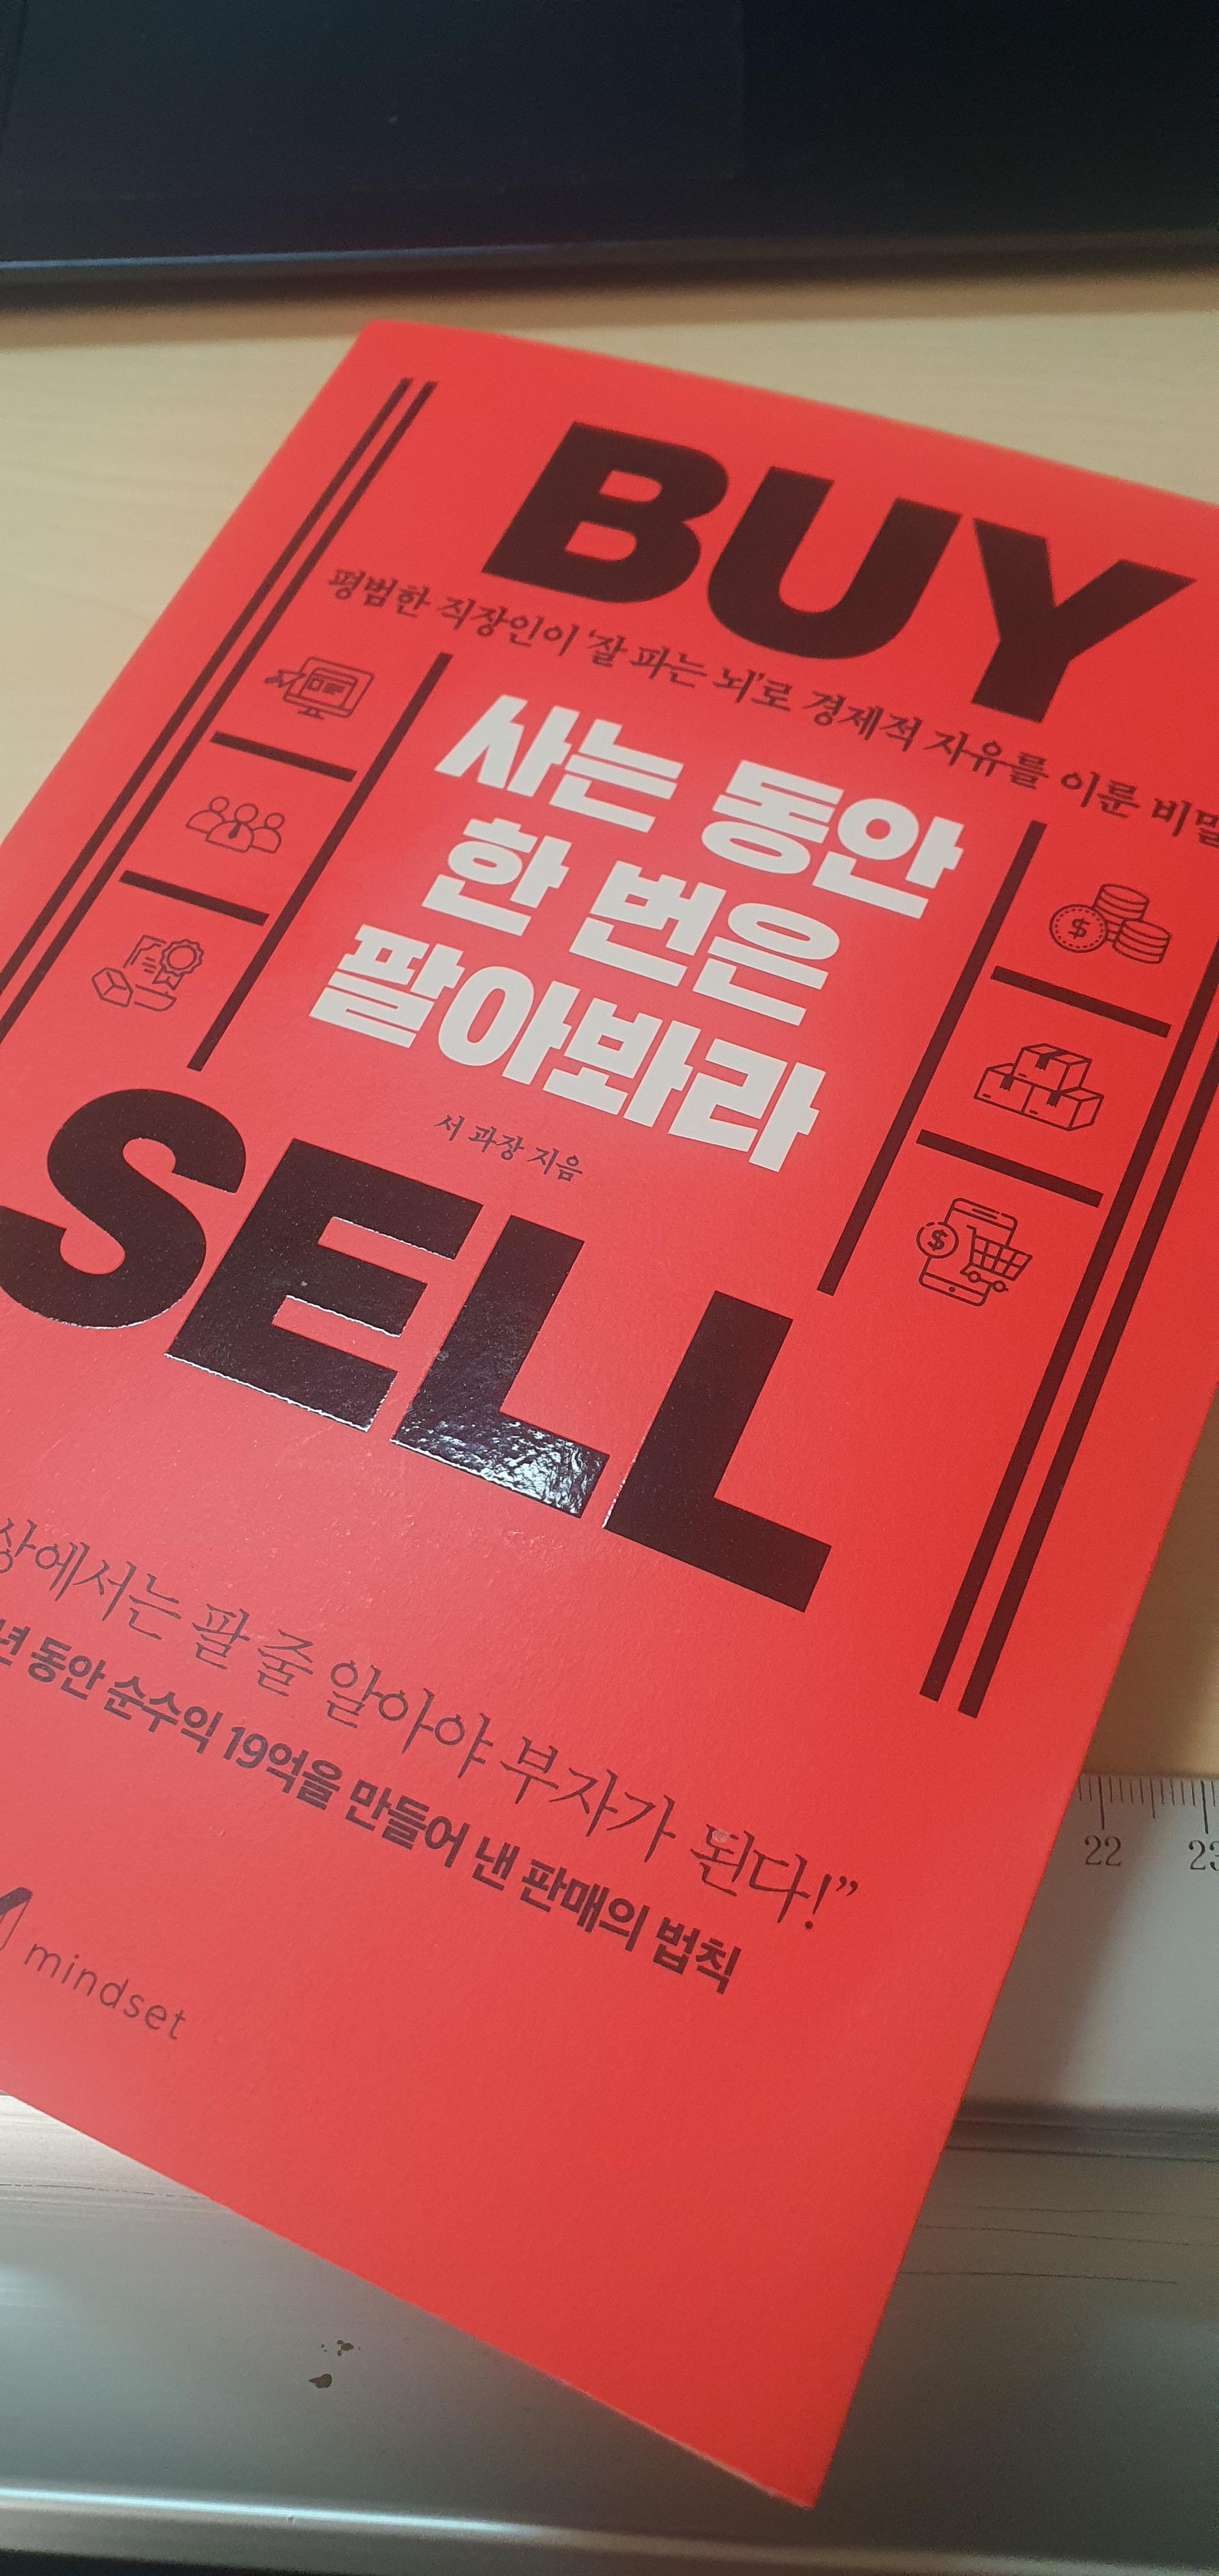 BUY
평범한 직장인이 '잘 파는 뇌'로 경제적 자유를 이룬 비밀
사는 동안
한 번은
팔아봐라
서 과장 지음
SELL
상에서는 팔 줄 알아야 부자가 된다!”
년 동안 순수익 19억을 만들어 낸 판매의 법칙
mindset
22
23